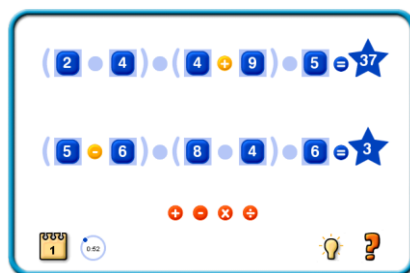 ( 2 ● 4 ) ● ( 4 + 9 ) ● 5 = 37
( 5 - 6 ) ● ( 8 ● 4 ) ● 6 = 3
+ - x ÷
1 0:52 ?